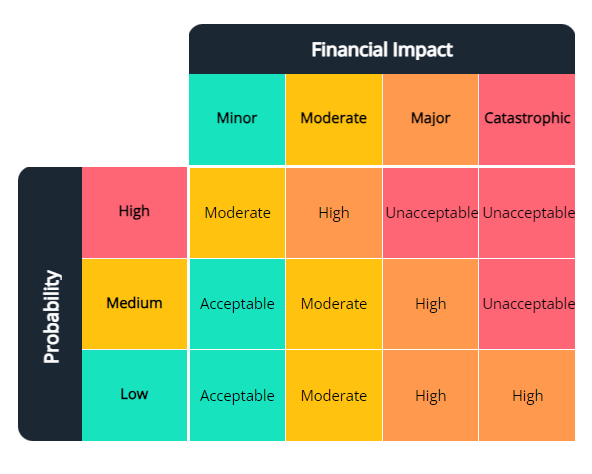 Financial Impact
Minor Moderate Major Catastrophic
High Moderate High Unacceptable Unacceptable
Probability
Medium Acceptable Moderate High Unacceptable
Low Acceptable Moderate High High